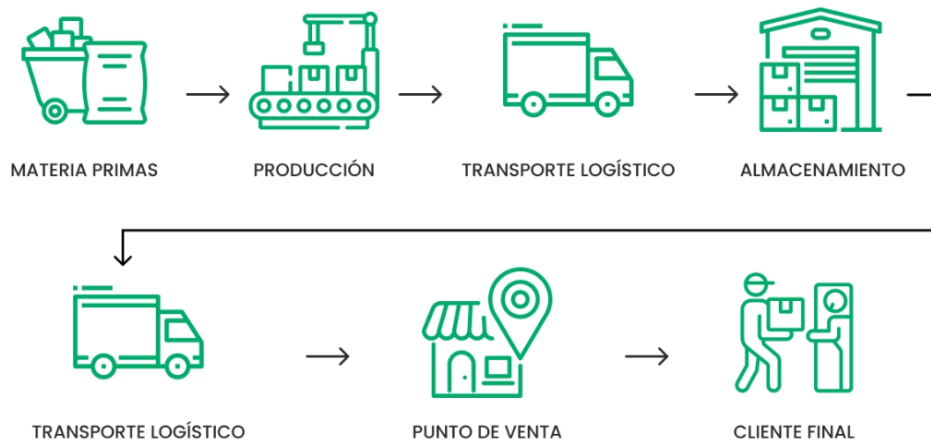 MATERIA PRIMAS
PRODUCCIÓN
TRANSPORTE LOGÍSTICO
ALMACENAMIENTO
TRANSPORTE LOGÍSTICO
PUNTO DE VENTA
CLIENTE FINAL